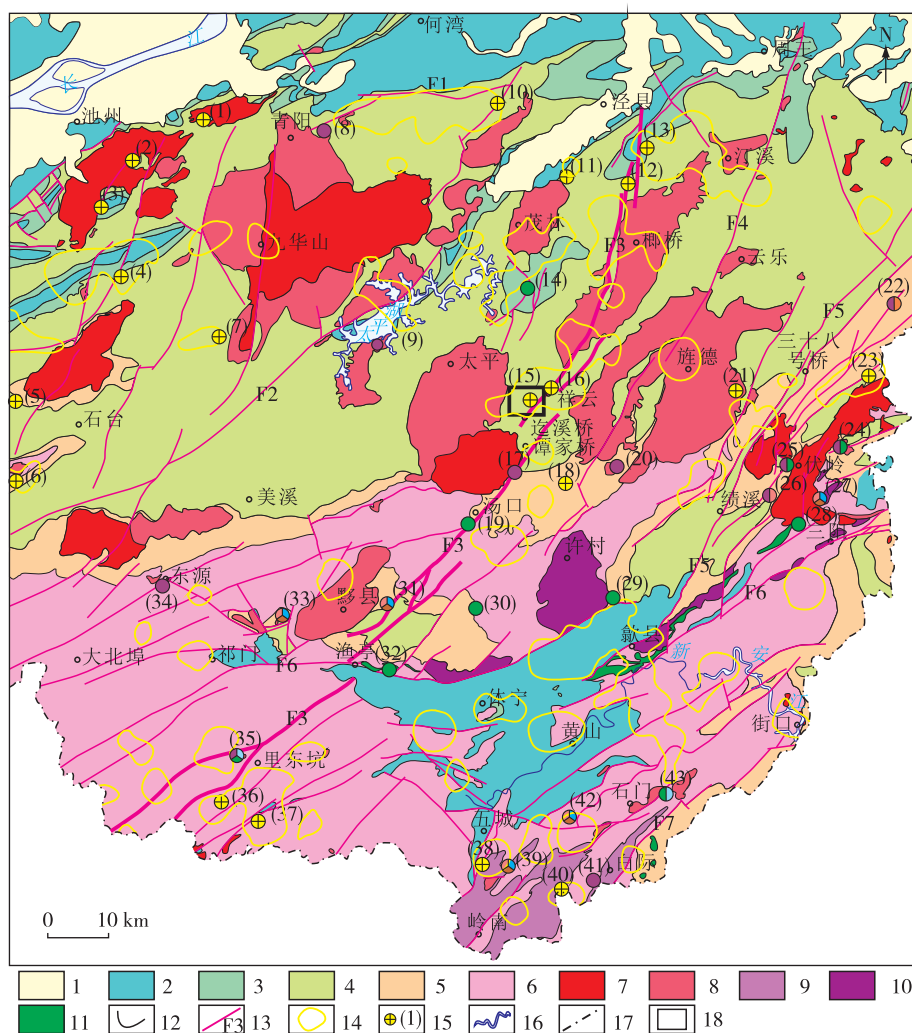 何湾
江
周王
N
长
F1
(10)
泾县
池州
(1)
青阳
(8)
(13)
(2)
(11)
汀溪
(12)
(3)
茂林
F4
九华山
F3
榔桥
云乐
(4)
(14)
(22)
湖
F5
(7)
太平
(9)
三十八
号桥
太平
旌德
(23)
F2
(15)
(16)
(21)
(5)
祥云
石台
迄溪桥
谭家桥
(24)
(17)
(25)
伏岭
(6)
(18)
(20)
(26)
(27)
美溪
绩溪
汤口
(28)
(19)
三阳
F3
许村
F5
东源
(29)
F6
(34)
(33)
(31)
(30)
黟县
歙县
大北埠
祁门
渔亭
(32)
新
安
F6
休宁
江
F3
黄山
街口
(35)
里东坑
石门
(43)
(36)
(42)
(37)
五城
F7
(38)
(39)
(41)
白际
(40)
0 10 km
岭南
1 2 3 4 5 6 7 8 9 10
11 12 F3 13 14 (1) 15 16 17 18